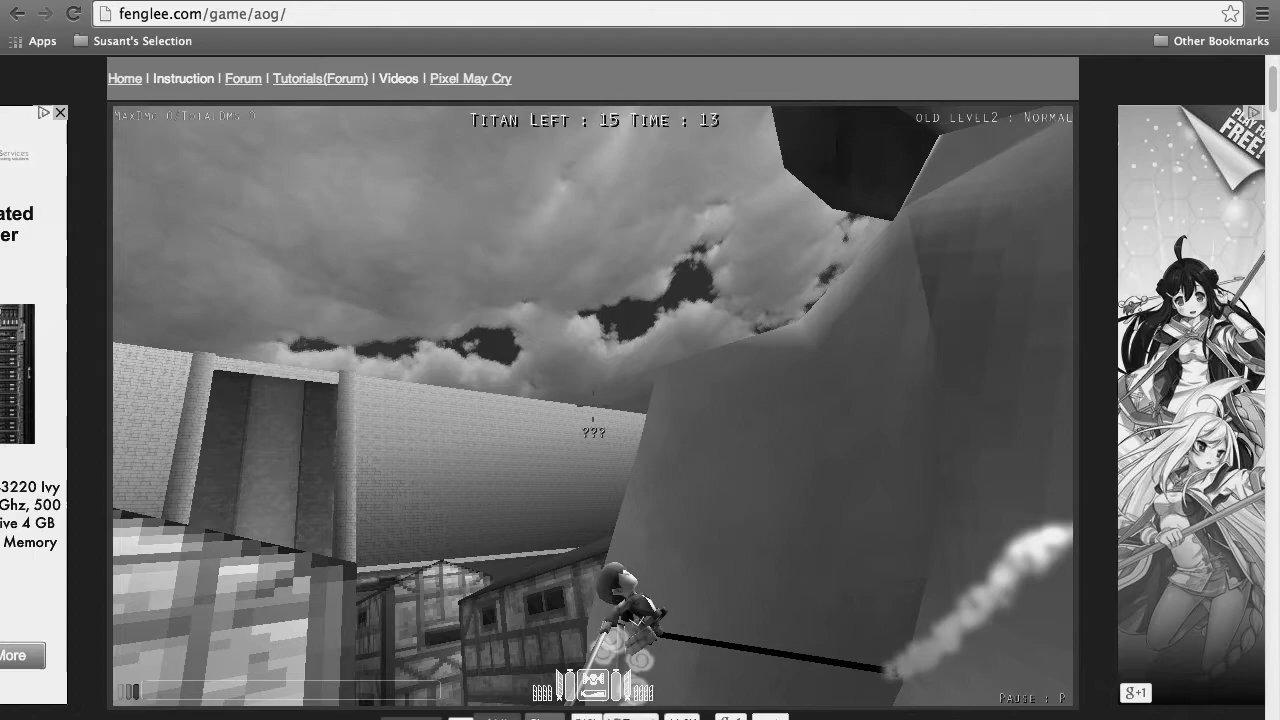 fenglee.com/game/aog/
Apps Susant's Selection Other Bookmarks
Home | Instruction | Forum | Tutorials(Forum) | Videos | Pixel May Cry
Titan Left : 15 Time : 13
OLD LEVEL2 : NORMAL
PLAY
FREE!
Services
ated
er
???
3220 Ivy
Ghz, 500
ive 4 GB
Memory
More
Pause : P
g+1